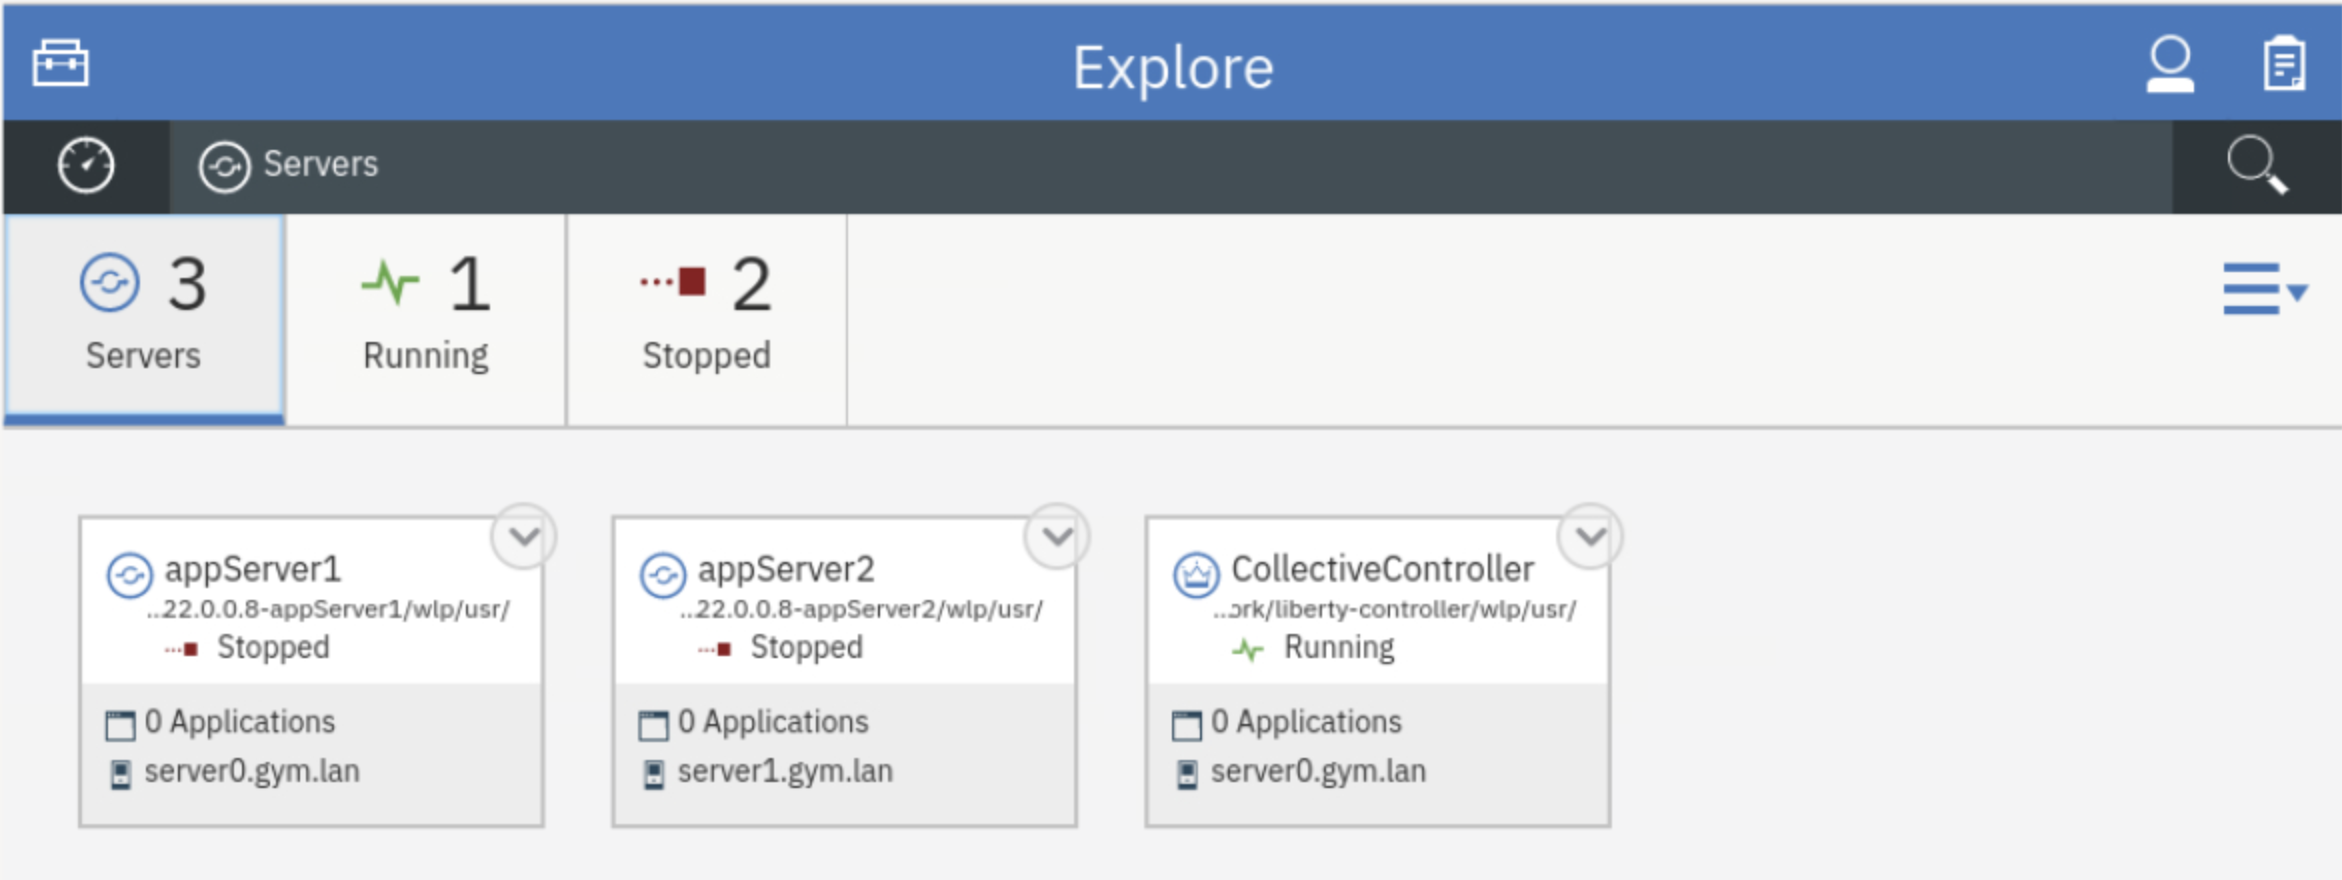 Explore
Servers
3
Servers
1
Running
2
Stopped
appServer1
...22.0.0.8-appServer1/wlp/usr/
Stopped
0 Applications
server0.gym.lan
appServer2
...22.0.0.8-appServer2/wlp/usr/
Stopped
0 Applications
server1.gym.lan
CollectiveController
...ork/liberty-controller/wlp/usr/
Running
0 Applications
server0.gym.lan